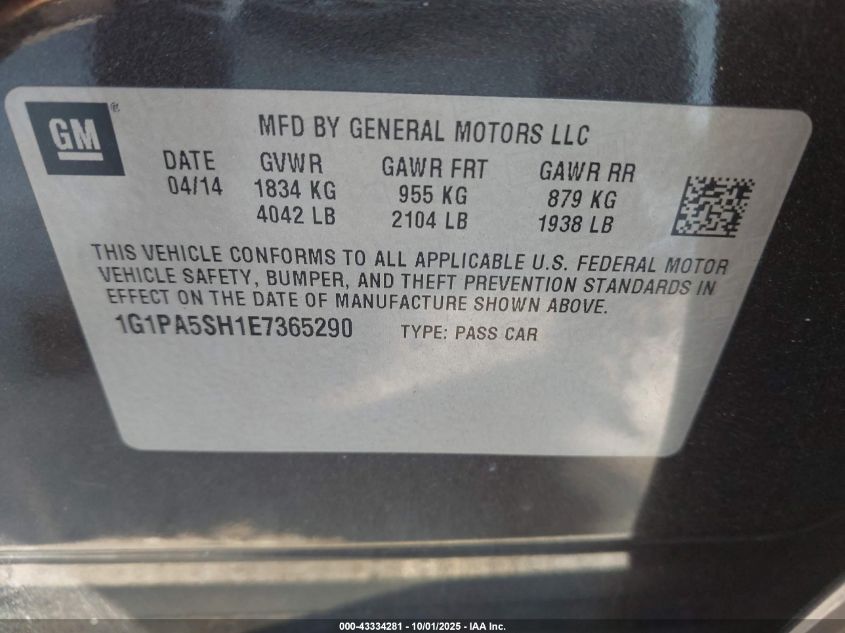 GM®
MFD BY GENERAL MOTORS LLC
DATE GVWR GAWR FRT GAWR RR
04/14 1834 KG 955 KG 879 KG
4042 LB 2104 LB 1938 LB
THIS VEHICLE CONFORMS TO ALL APPLICABLE U.S. FEDERAL MOTOR
VEHICLE SAFETY, BUMPER, AND THEFT PREVENTION STANDARDS IN
EFFECT ON THE DATE OF MANUFACTURE SHOWN ABOVE.
1G1PA5SH1E7365290 TYPE: PASS CAR
000-43334281 - 10/01/2025 - IAA Inc.